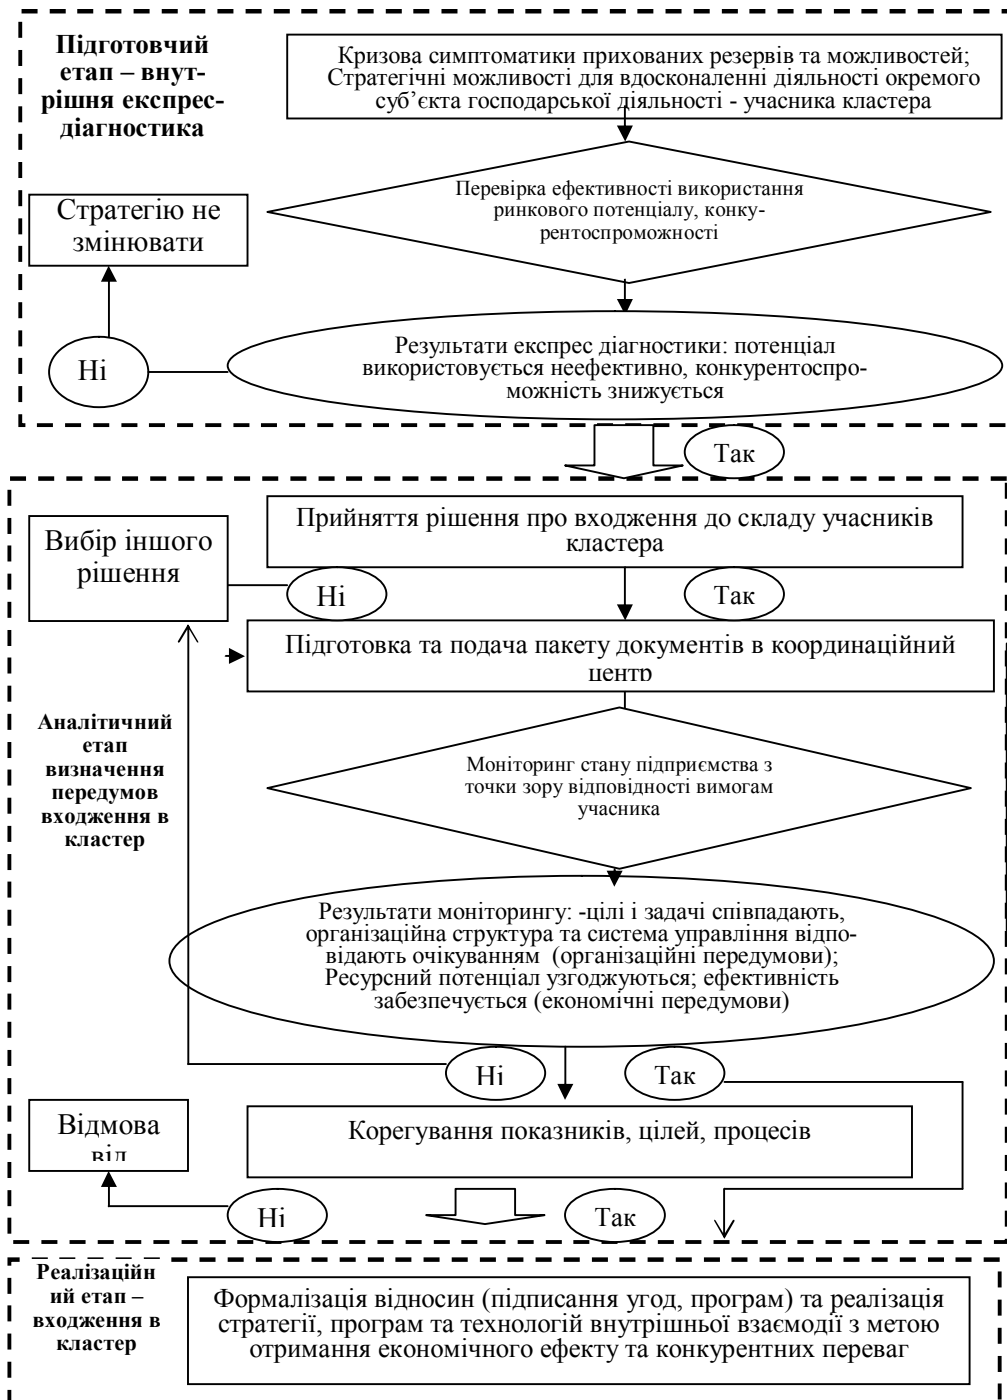 Підготовчий
етап – внут-
рішня експрес-
діагностика
Кризова симптоматики прихованих резервів та можливостей;
Стратегічні можливості для вдосконаленні діяльності окремого
суб’єкта господарської діяльності - учасника кластера
Перевірка ефективності використання
ринкового потенціалу, конку-
рентоспроможності
Стратегію не
змінювати
Ні
Результати експрес діагностики: потенціал
використовується неефективно, конкурентоспро-
можність знижується
Так
Прийняття рішення про входження до складу учасників
кластера
Вибір іншого
рішення
Ні
Так
Підготовка та подача пакету документів в координаційний
центр
Аналітичний
етап
визначення
передумов
входження в
кластер
Моніторинг стану підприємства з
точки зору відповідності вимогам
учасника
Результати моніторингу: -цілі і задачі співпадають,
організаційна структура та система управління відпо-
відають очікуванням (організаційні передумови);
Ресурсний потенціал узгоджуються; ефективність
забезпечується (економічні передумови)
Ні
Так
Відмова
від
Корегування показників, цілей, процесів
Ні
Так
Реалізаційн
ий етап –
входження в
кластер
Формалізація відносин (підписання угод, програм) та реалізація
стратегії, програм та технологій внутрішньої взаємодії з метою
отримання економічного ефекту та конкурентних переваг